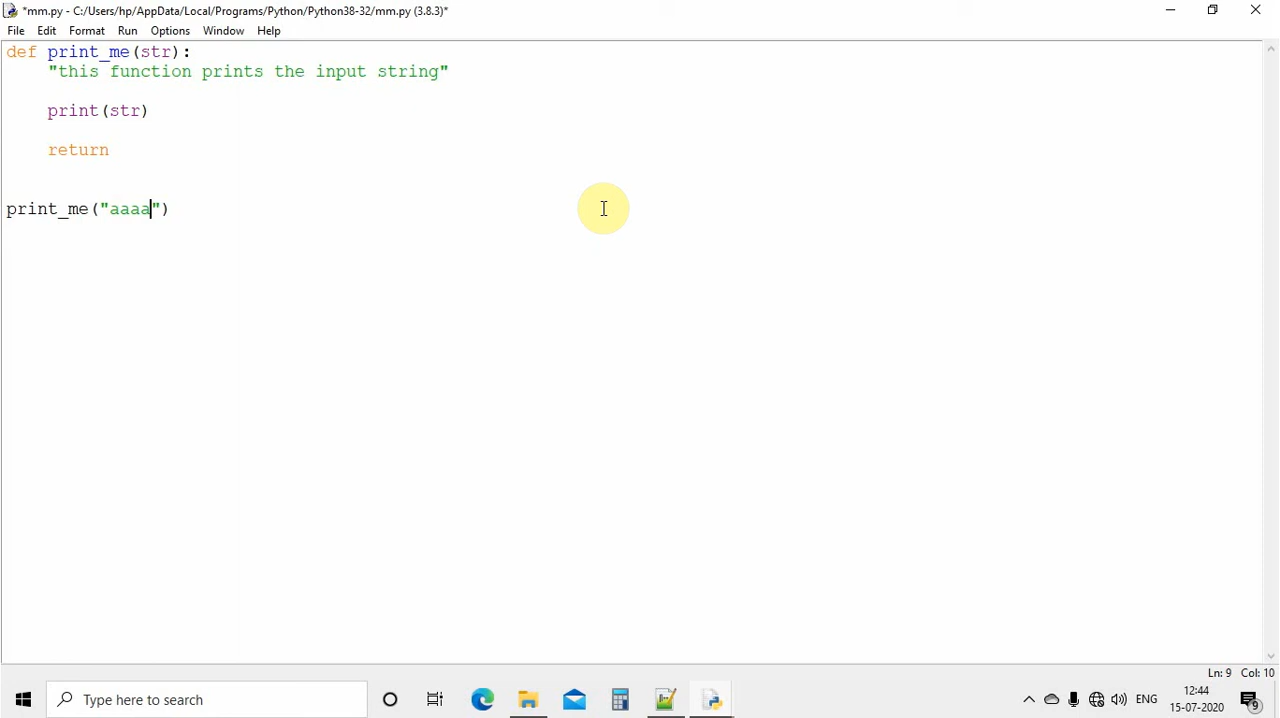 *mm.py - C:/Users/hp/AppData/Local/Programs/Python/Python38-32/mm.py (3.8.3)*
File Edit Format Run Options Window Help
def print_me(str):
    "this function prints the input string"
    print(str)
    return
print_me("aaaa")
Ln: 9 Col: 10
Type here to search
ENG
12:44
15-07-2020
9